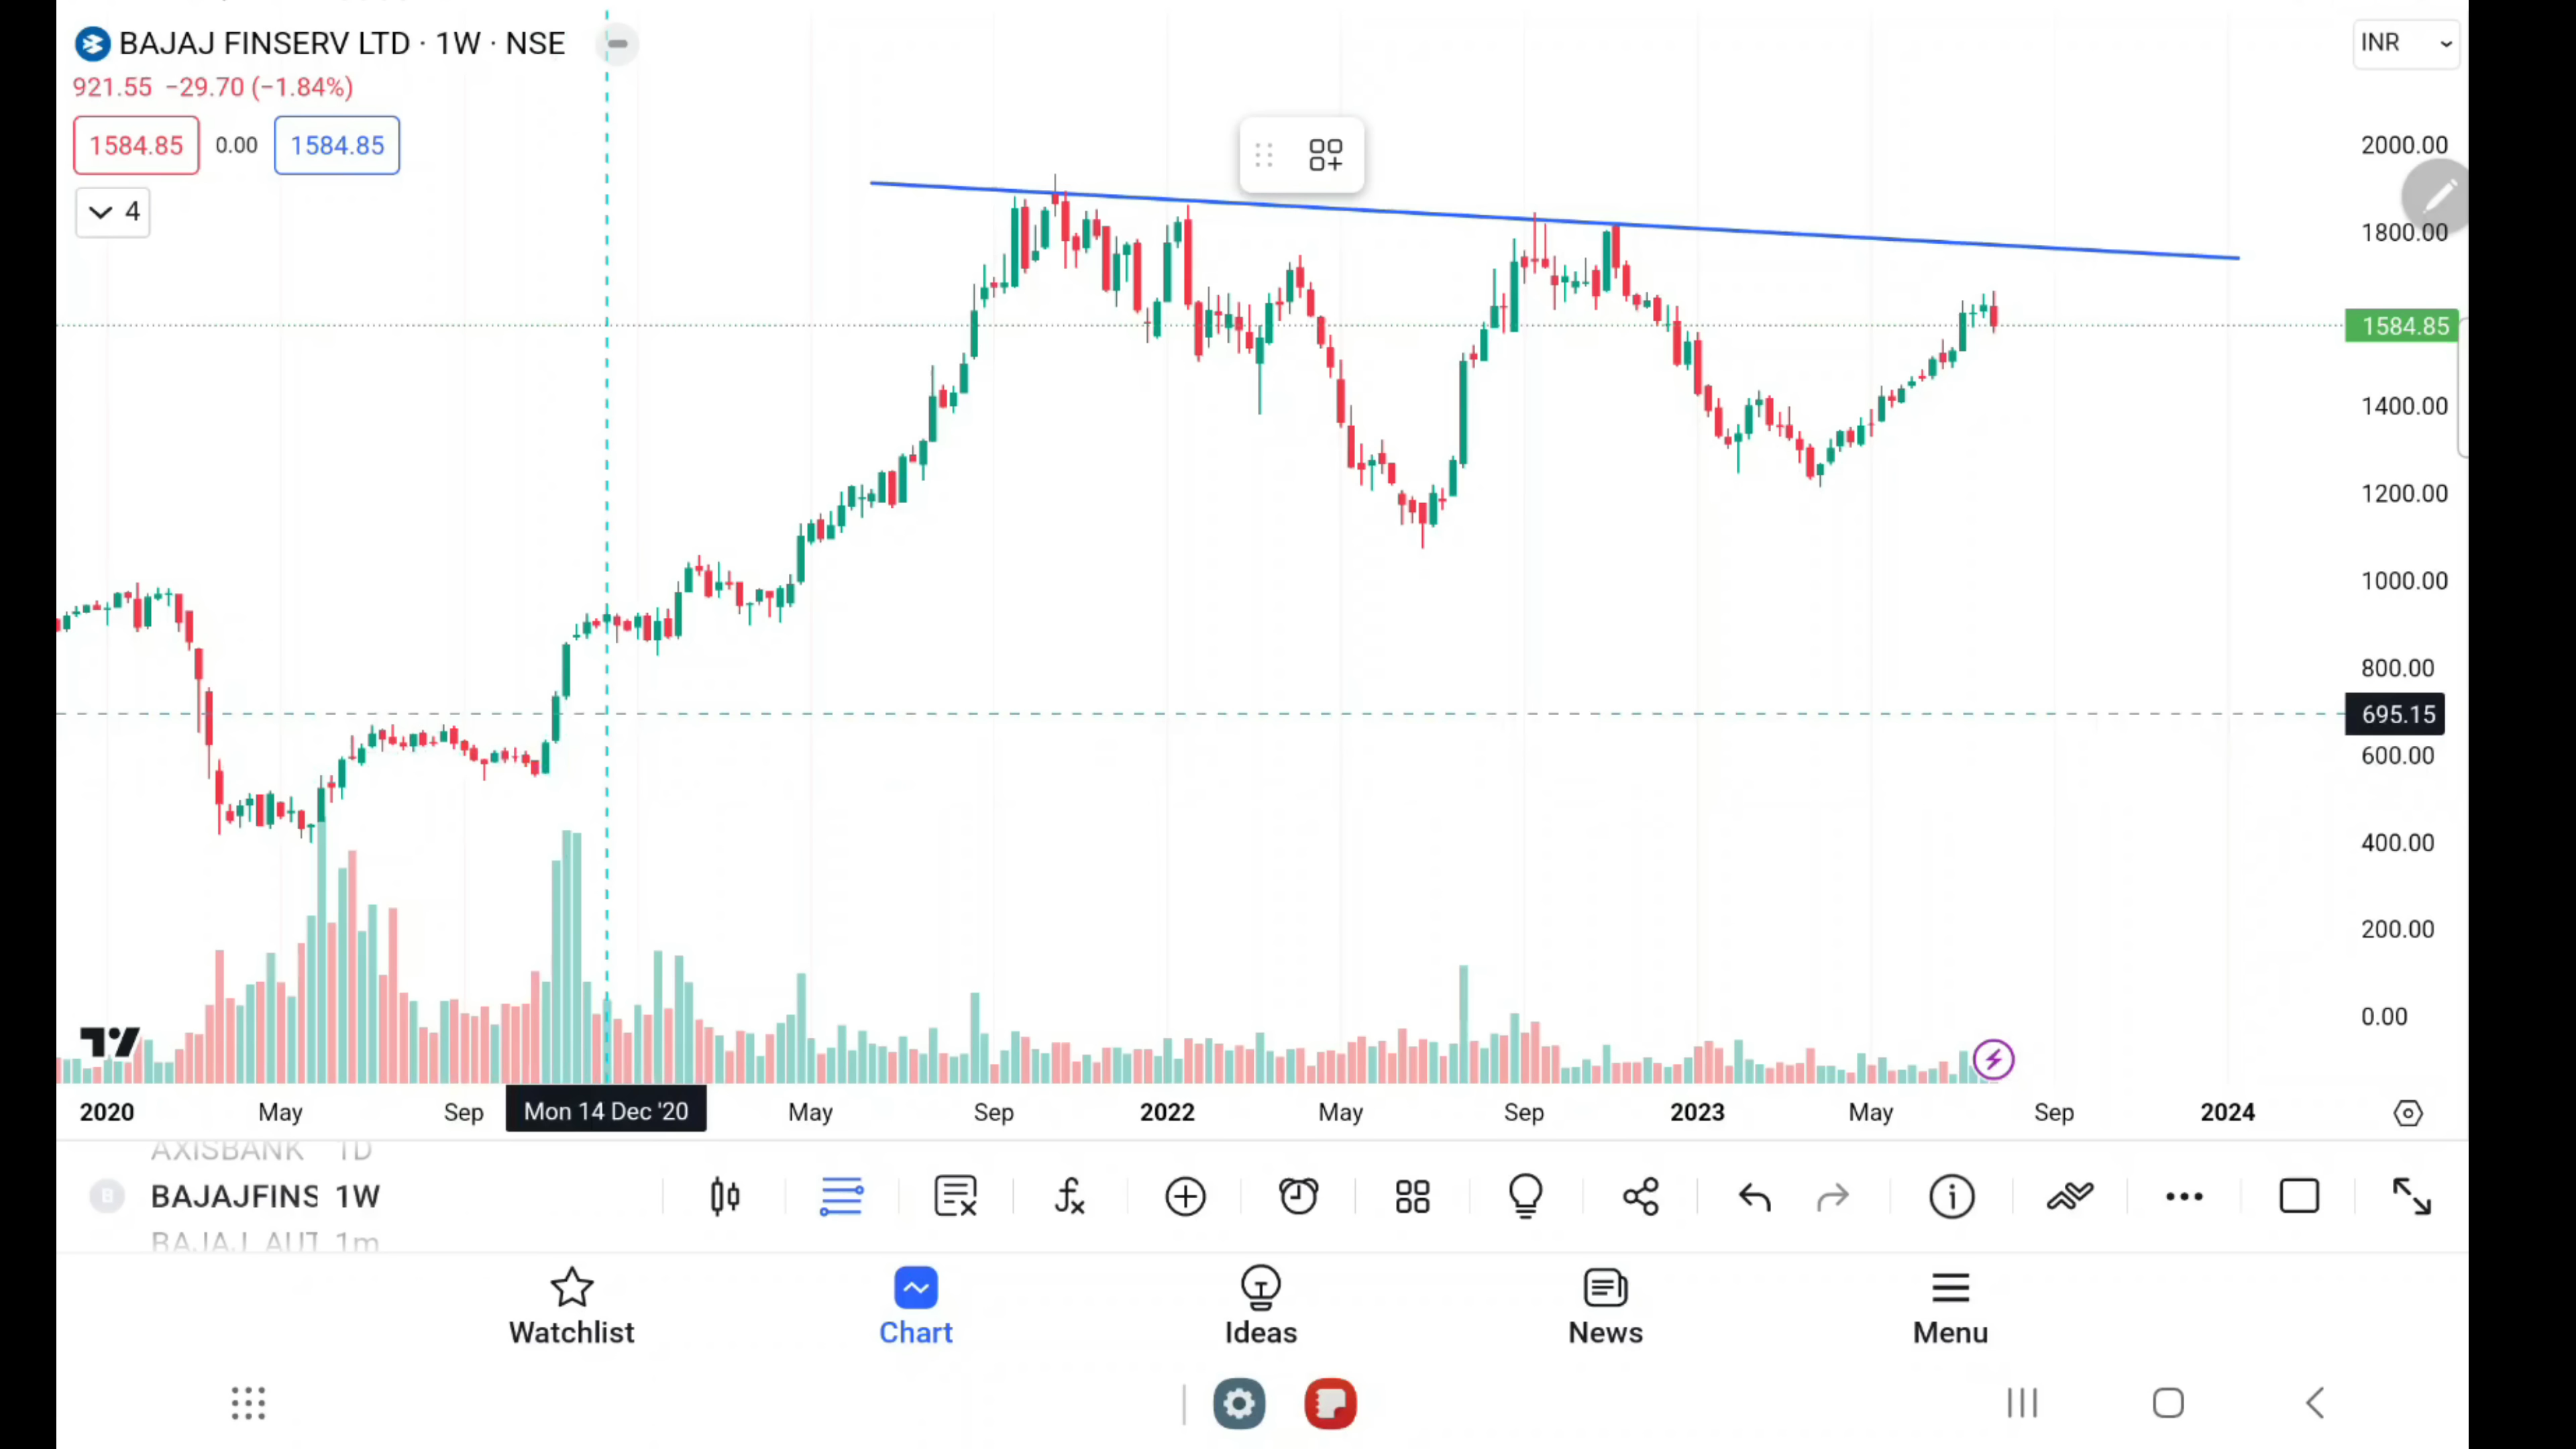 BAJAJ FINSERV LTD · 1W · NSE
INR
921.55 −29.70 (−1.84%)
1584.85 0.00 1584.85
4
2000.00
1800.00
1584.85
1400.00
1200.00
1000.00
800.00
695.15
600.00
400.00
200.00
0.00
2020 May Sep Mon 14 Dec '20 May Sep 2022 May Sep 2023 May Sep 2024
AXISBANK 1D
B BAJAJFINS 1W
BAJAJ_AUT 1m
Watchlist Chart Ideas News Menu